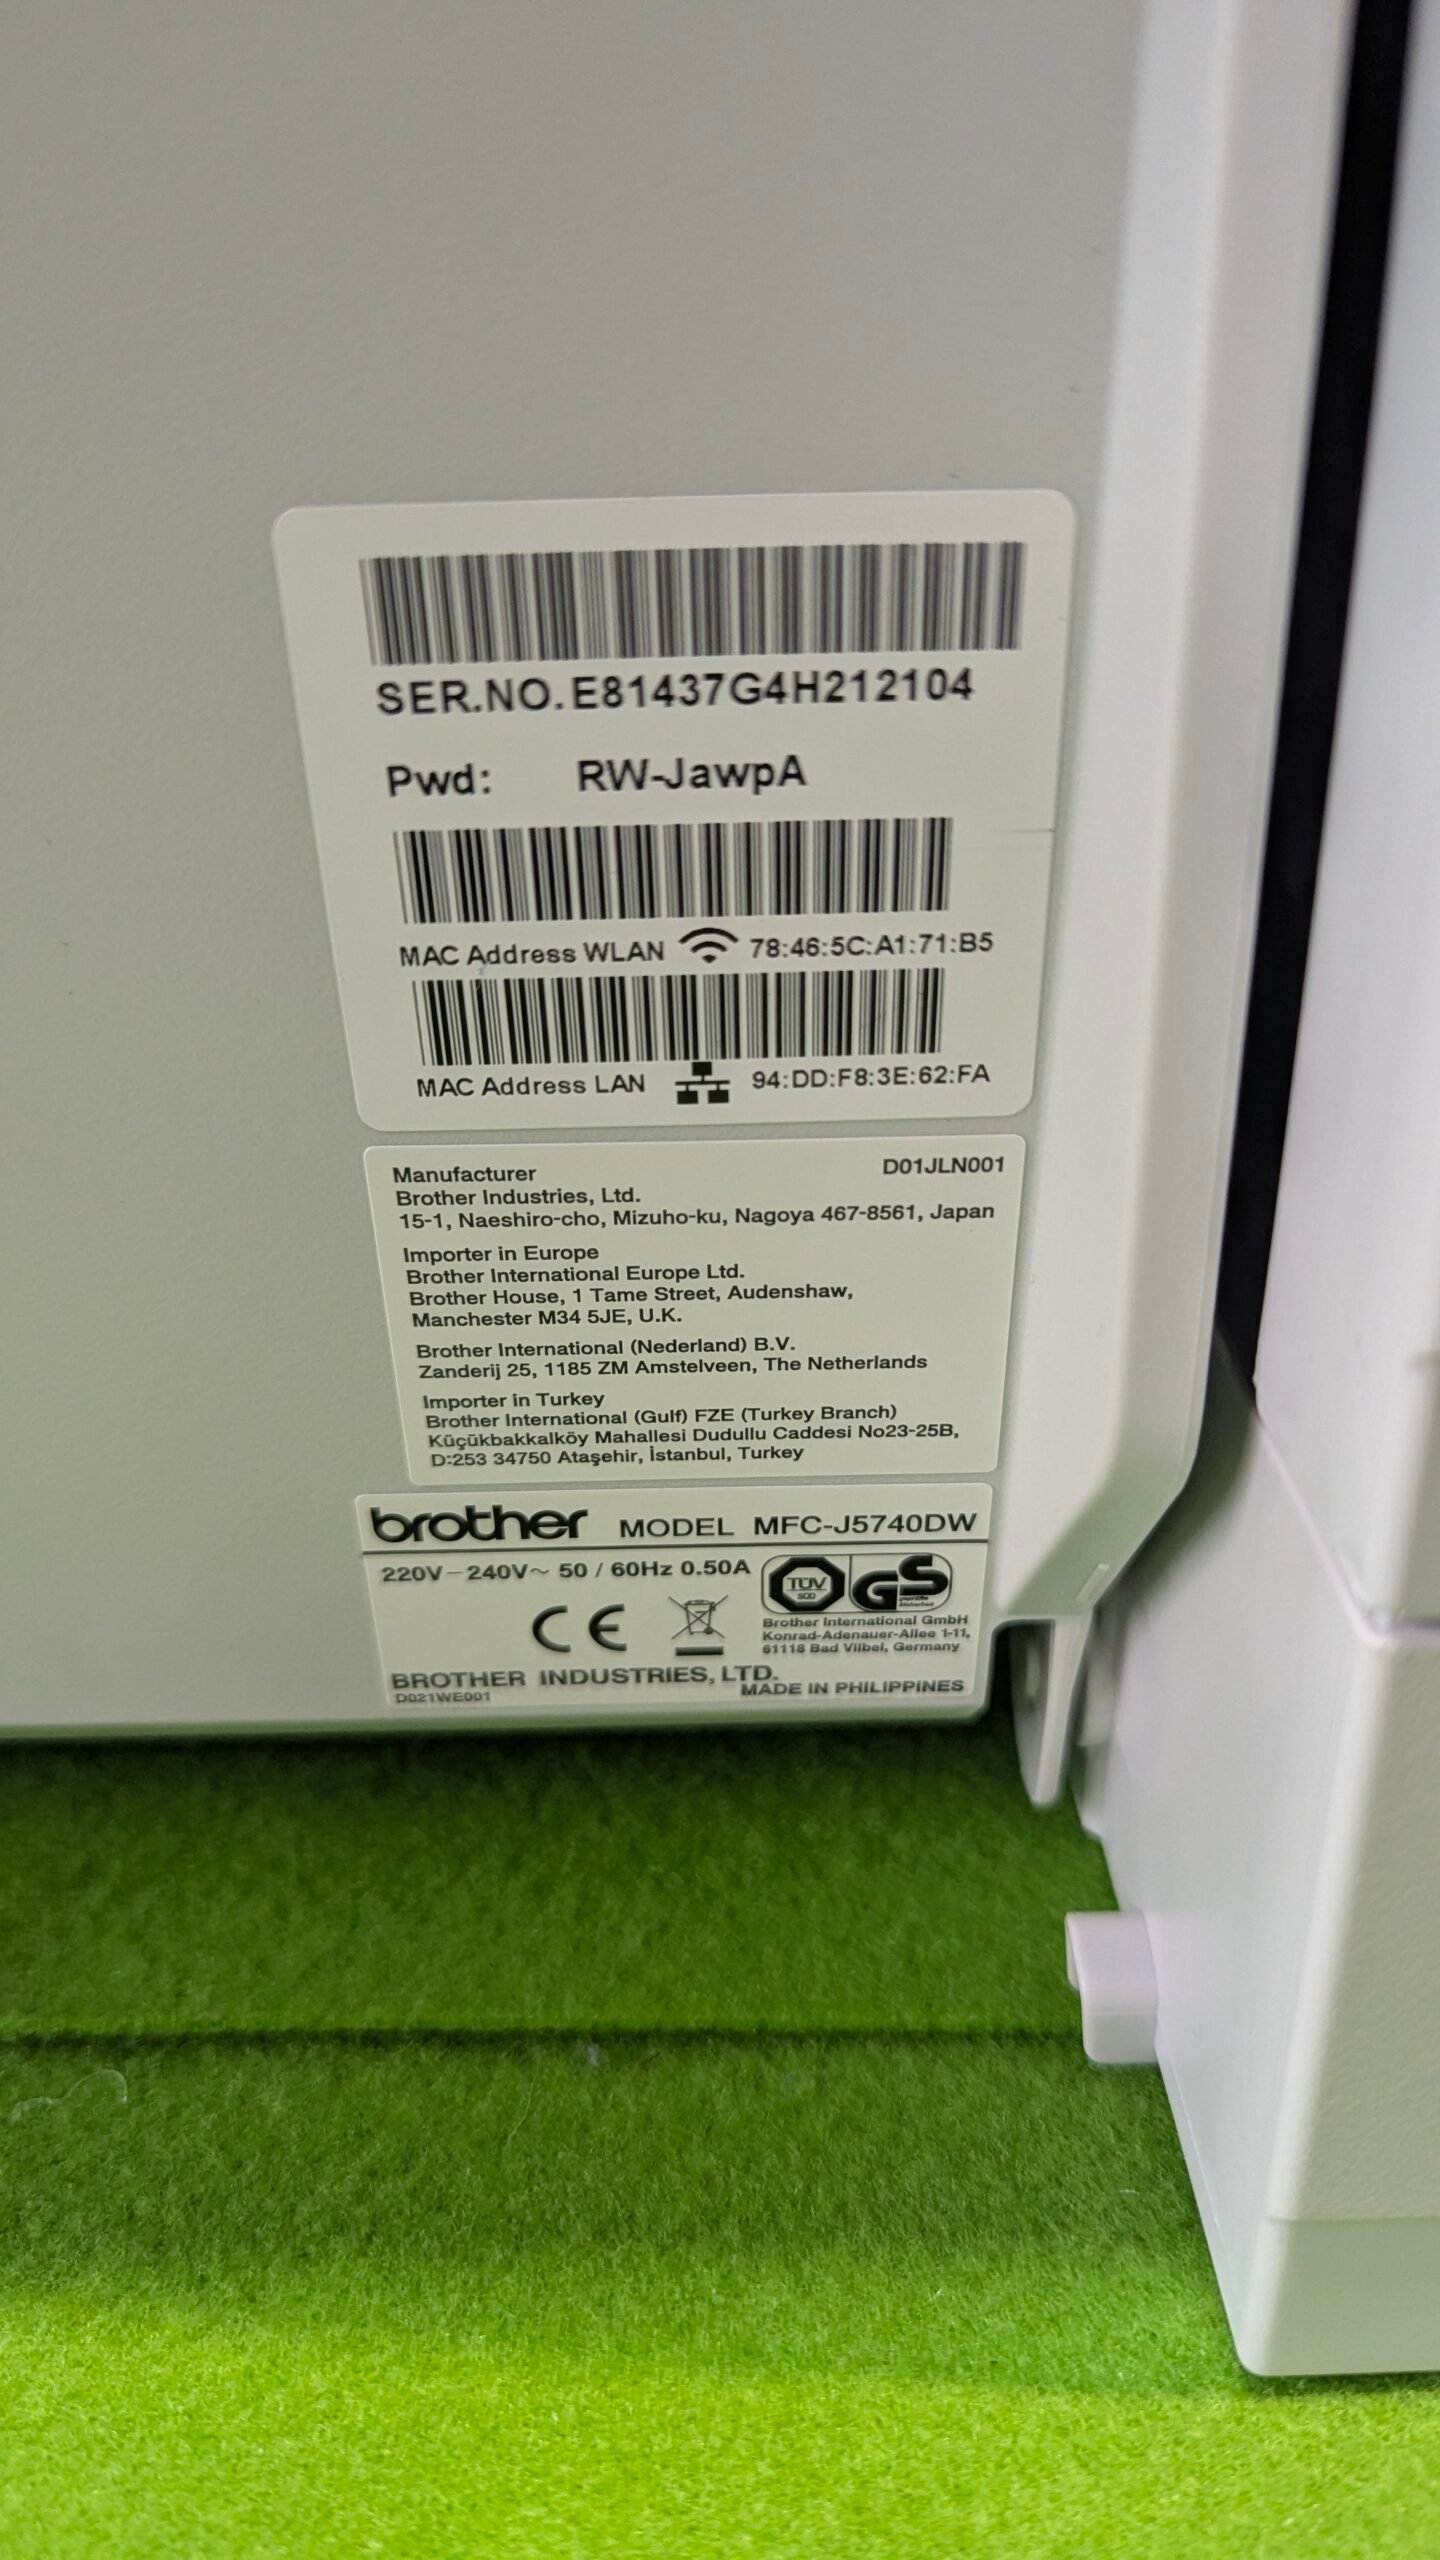 SER.NO.E81437G4H212104
Pwd: RW-JawpA
MAC Address WLAN 78:46:5C:A1:71:B5
MAC Address LAN 94:DD:F8:3E:62:FA
Manufacturer D01JLN001
Brother Industries, Ltd.
15-1, Naeshiro-cho, Mizuho-ku, Nagoya 467-8561, Japan
Importer in Europe
Brother International Europe Ltd.
Brother House, 1 Tame Street, Audenshaw,
Manchester M34 5JE, U.K.
Brother International (Nederland) B.V.
Zanderij 25, 1185 ZM Amstelveen, The Netherlands
Importer in Turkey
Brother International (Gulf) FZE (Turkey Branch)
Küçükbakkalköy Mahallesi Dudullu Caddesi No23-25B,
D:253 34750 Ataşehir, İstanbul, Turkey
brother MODEL MFC-J5740DW
220V-240V~ 50 / 60Hz 0.50A
TÜV
SÜD
GS
geprüfte
Sicherheit
CE
Brother International GmbH
Konrad-Adenauer-Allee 1-11,
61118 Bad Vilbel, Germany
BROTHER INDUSTRIES, LTD.
D021WE001
MADE IN PHILIPPINES